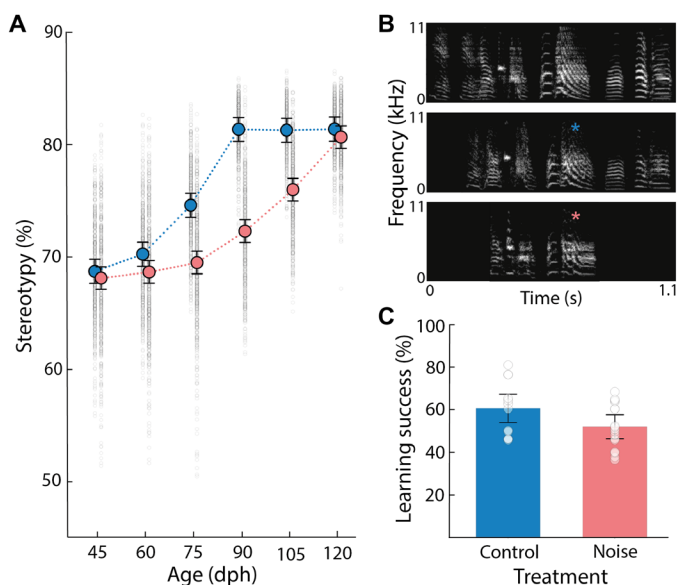 A
90
80
70
60
50
Stereotypy (%)
45 60 75 90 105 120
Age (dph)
B
11
0
11
0
11
0
Frequency (kHz)
*
*
0 1.1
Time (s)
C
100
80
60
40
20
Learning success (%)
Control Noise
Treatment